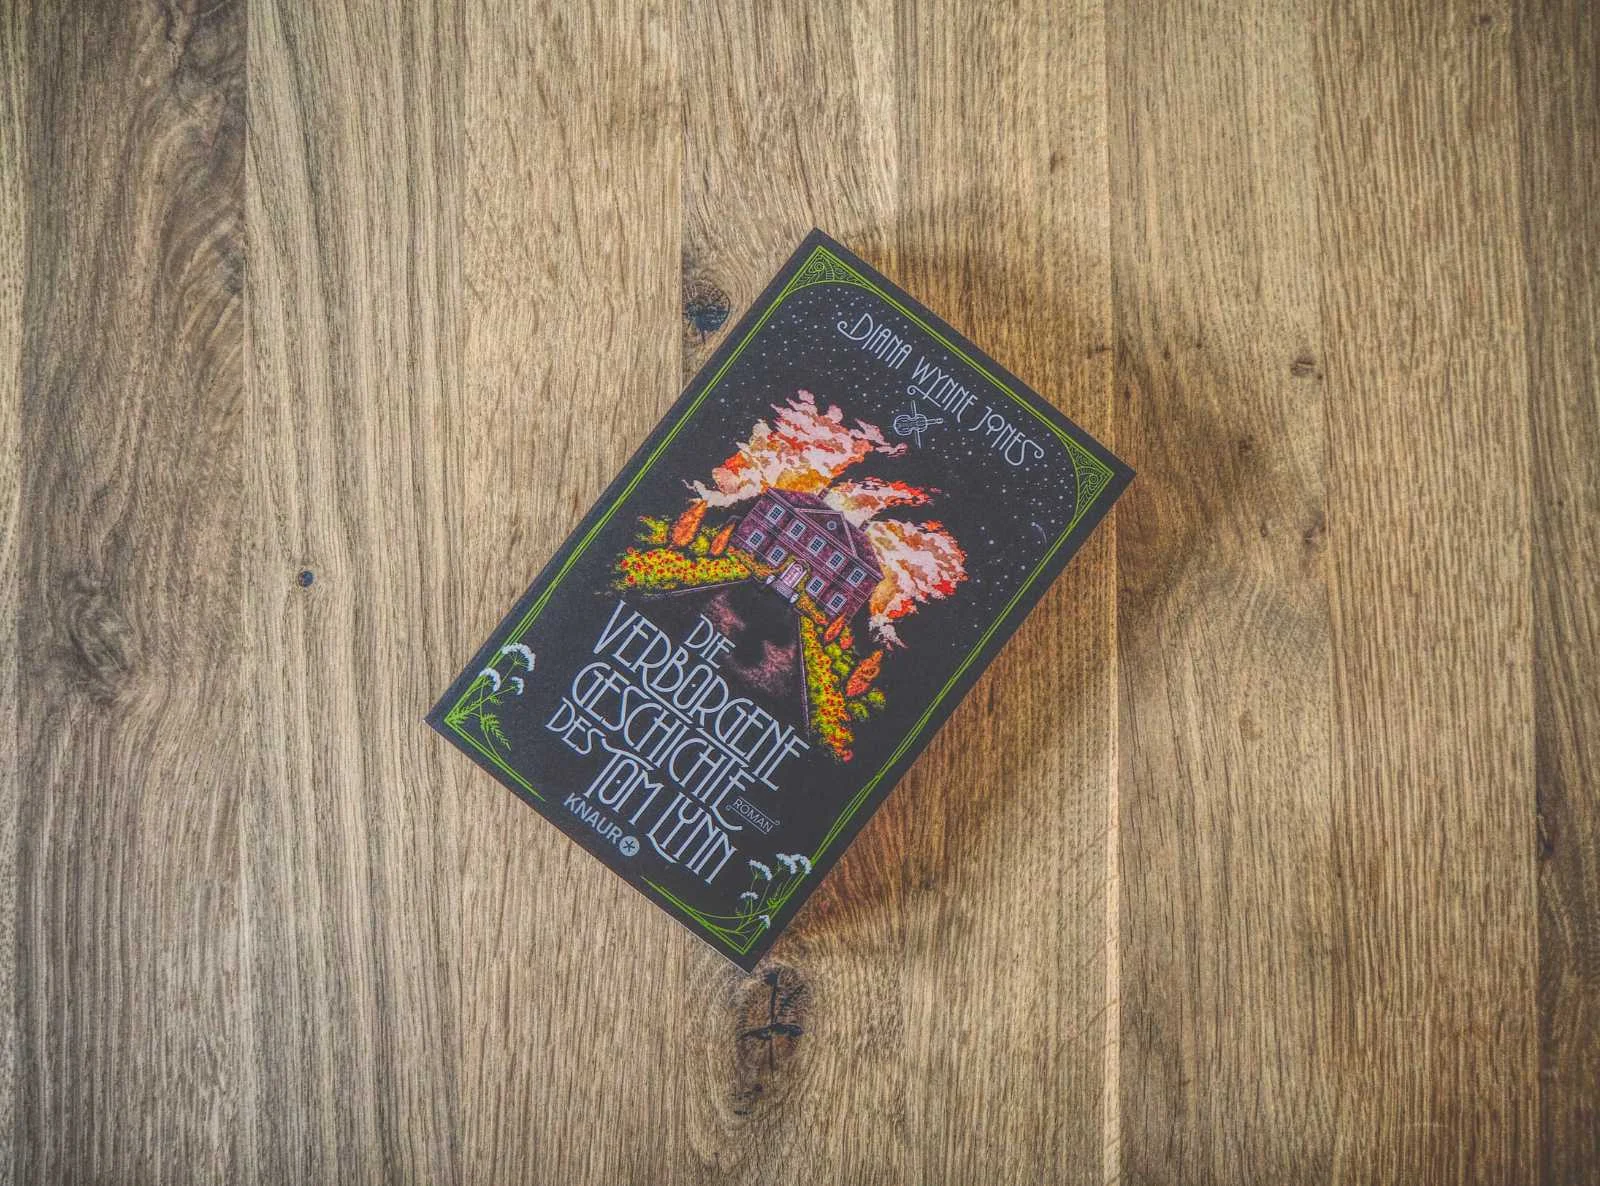 DIANA WYNNE JONES
DIE
VERBORGENE
GESCHICHTE
DES TOM LYNN
ROMAN
KNAUR